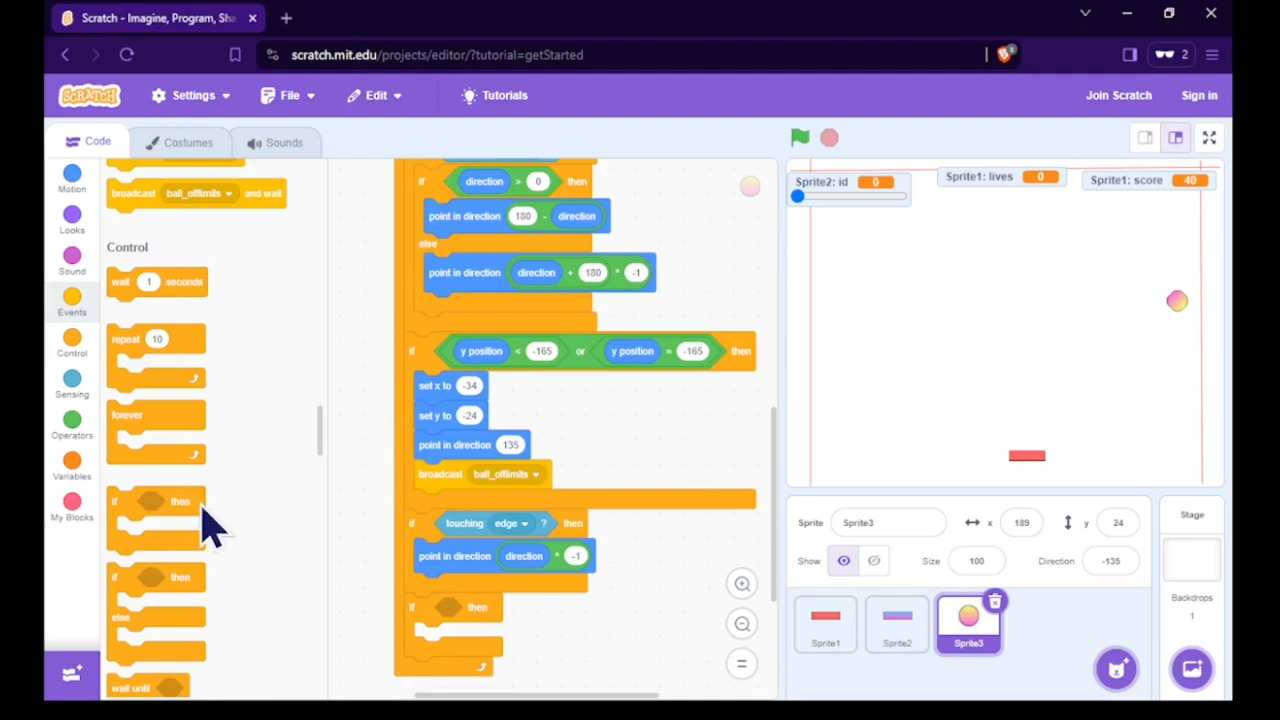 Scratch - Imagine, Program, Sha
scratch.mit.edu/projects/editor/?tutorial=getStarted
2
SCRATCH
Settings
File
Edit
Tutorials
Join Scratch
Sign in
Code
Costumes
Sounds
Motion
Looks
Sound
Events
Control
Sensing
Operators
Variables
My Blocks
broadcast ball_offlimits and wait
Control
wait 1 seconds
repeat 10
forever
if then
if then
else
wait until
if direction > 0 then
point in direction 180 - direction
else
point in direction direction + 180 * -1
if y position < -165 or y position = -165 then
set x to -34
set y to -24
point in direction 135
broadcast ball_offlimits
if touching edge ? then
point in direction direction * -1
if then
Sprite2: id 0
Sprite1: lives 0
Sprite1: score 40
Sprite Sprite3 x 189 y 24
Show Size 100 Direction -135
Sprite1
Sprite2
Sprite3
Stage
Backdrops
1